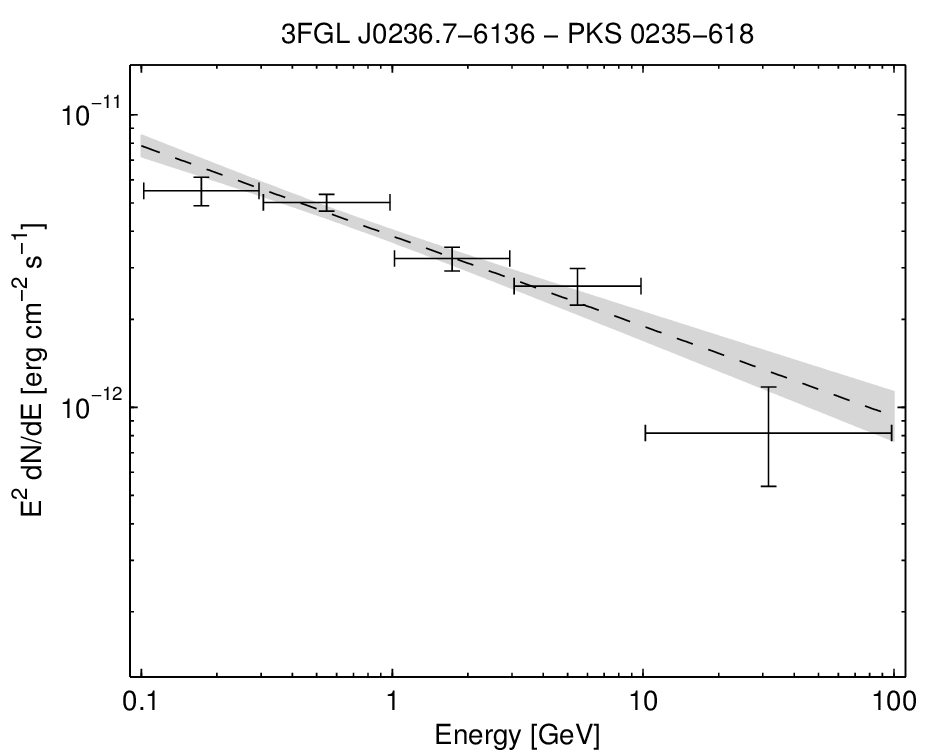 3FGL J0236.7−6136 − PKS 0235−618
10−11
10−12
E2 dN/dE [erg cm−2 s−1]
0.1 1 10 100
Energy [GeV]